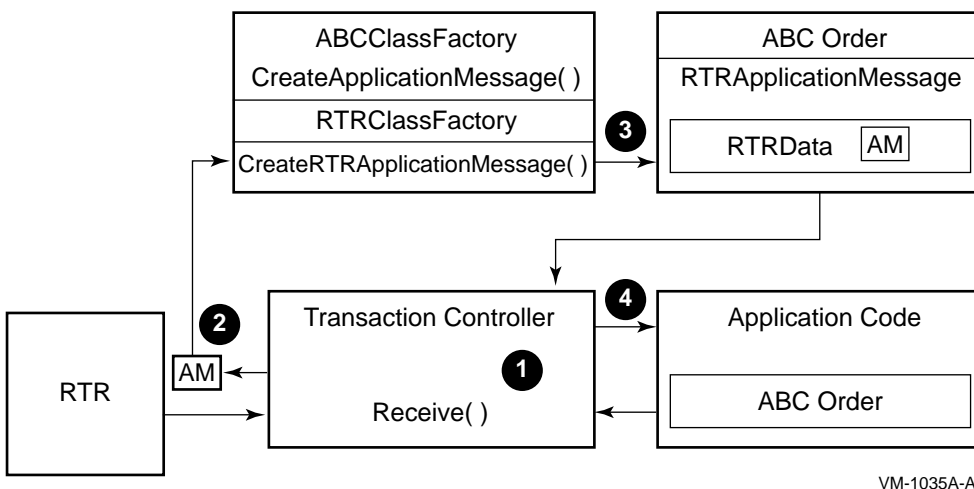 ABCClassFactory
CreateApplicationMessage( )
RTRClassFactory
CreateRTRApplicationMessage( )
3
ABC Order
RTRApplicationMessage
RTRData AM
2
AM
RTR
Transaction Controller
1
Receive( )
4
Application Code
ABC Order
VM-1035A-A